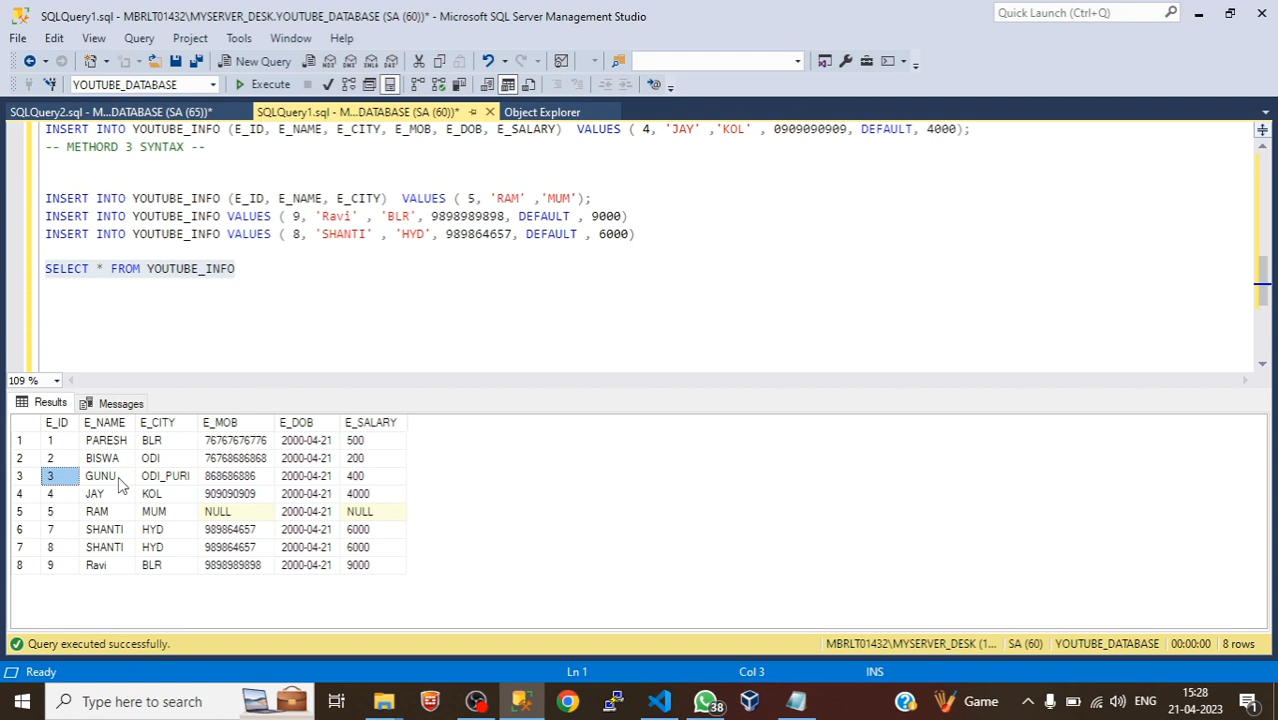 SQLQuery1.sql - MBRLT01432\MYSERVER_DESK.YOUTUBE_DATABASE (SA (60))* - Microsoft SQL Server Management Studio
Quick Launch (Ctrl+Q)
File Edit View Query Project Tools Window Help
New Query
YOUTUBE_DATABASE Execute
SQLQuery2.sql - M...DATABASE (SA (65))* SQLQuery1.sql - M...DATABASE (SA (60))* Object Explorer
INSERT INTO YOUTUBE_INFO (E_ID, E_NAME, E_CITY, E_MOB, E_DOB, E_SALARY) VALUES ( 4, 'JAY' ,'KOL' , 0909090909, DEFAULT, 4000);
-- METHORD 3 SYNTAX --
INSERT INTO YOUTUBE_INFO (E_ID, E_NAME, E_CITY) VALUES ( 5, 'RAM' ,'MUM');
INSERT INTO YOUTUBE_INFO VALUES ( 9, 'Ravi' , 'BLR', 9898989898, DEFAULT , 9000)
INSERT INTO YOUTUBE_INFO VALUES ( 8, 'SHANTI' , 'HYD', 989864657, DEFAULT , 6000)
SELECT * FROM YOUTUBE_INFO
109 %
Results Messages
E_ID E_NAME E_CITY E_MOB E_DOB E_SALARY
1 1 PARESH BLR 76767676776 2000-04-21 500
2 2 BISWA ODI 76768686868 2000-04-21 200
3 3 GUNU ODI_PURI 868686886 2000-04-21 400
4 4 JAY KOL 909090909 2000-04-21 4000
5 5 RAM MUM NULL 2000-04-21 NULL
6 7 SHANTI HYD 989864657 2000-04-21 6000
7 8 SHANTI HYD 989864657 2000-04-21 6000
8 9 Ravi BLR 9898989898 2000-04-21 9000
Query executed successfully. MBRLT01432\MYSERVER_DESK (1... SA (60) YOUTUBE_DATABASE 00:00:00 8 rows
Ready Ln 1 Col 3 INS
Type here to search 38 Game ENG 15:28
21-04-2023 1